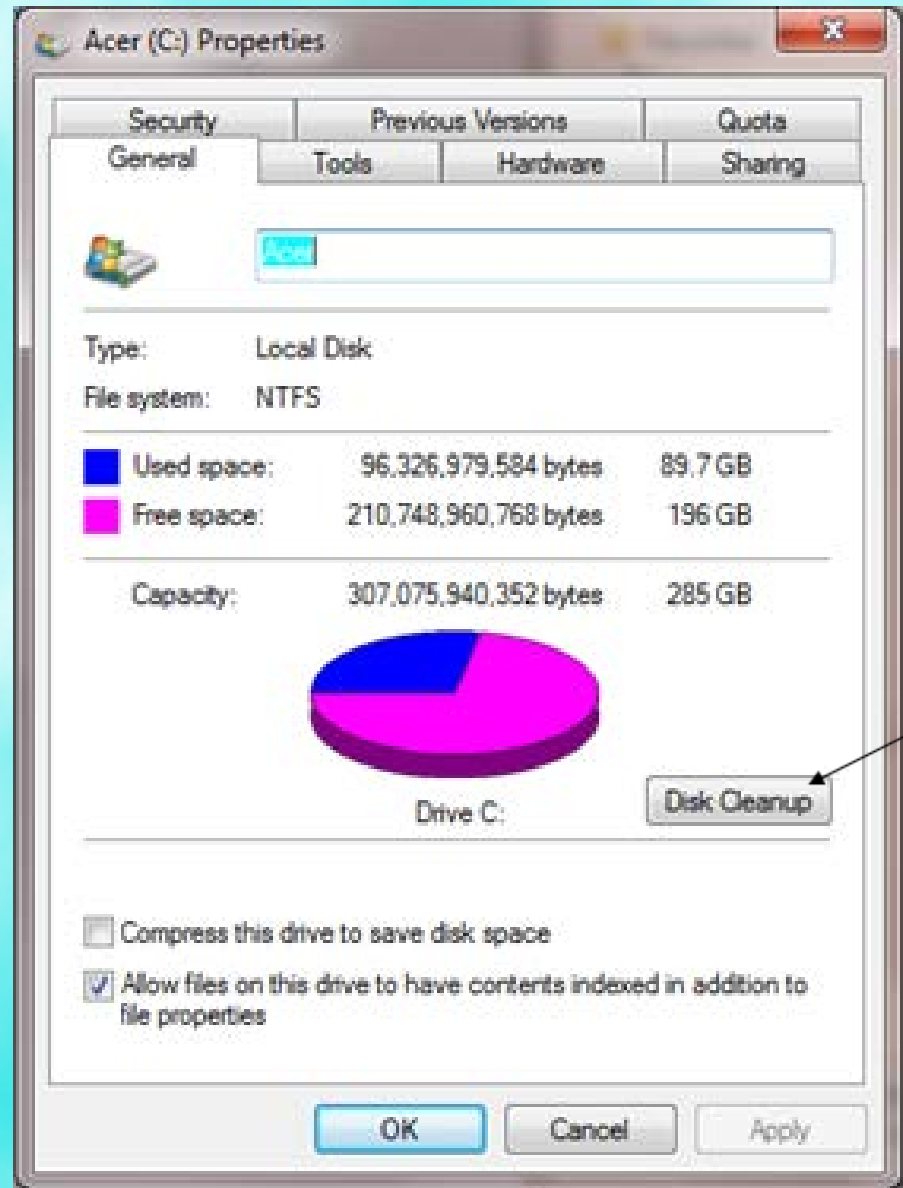 Acer (C:) Properties
Security Previous Versions Quota
General Tools Hardware Sharing
Acer
Type: Local Disk
File system: NTFS
Used space: 96,326,979,584 bytes 89.7 GB
Free space: 210,748,960,768 bytes 196 GB
Capacity: 307,075,940,352 bytes 285 GB
Drive C:
Disk Cleanup
Compress this drive to save disk space
Allow files on this drive to have contents indexed in addition to
file properties
OK Cancel Apply